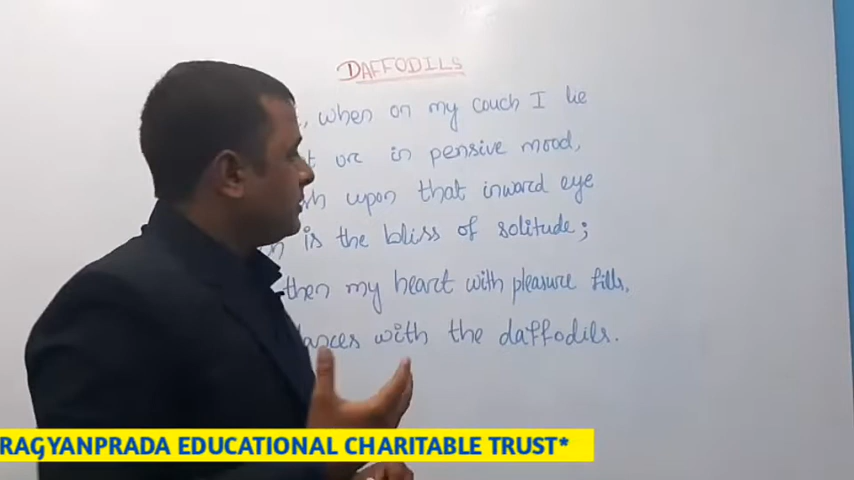 DAFFODILS
, when on my couch I lie
or in pensive mood,
upon that inward eye
is the bliss of solitude;
then my heart with pleasure fills,
with the daffodils.
RAGYANPRADA EDUCATIONAL CHARITABLE TRUST*